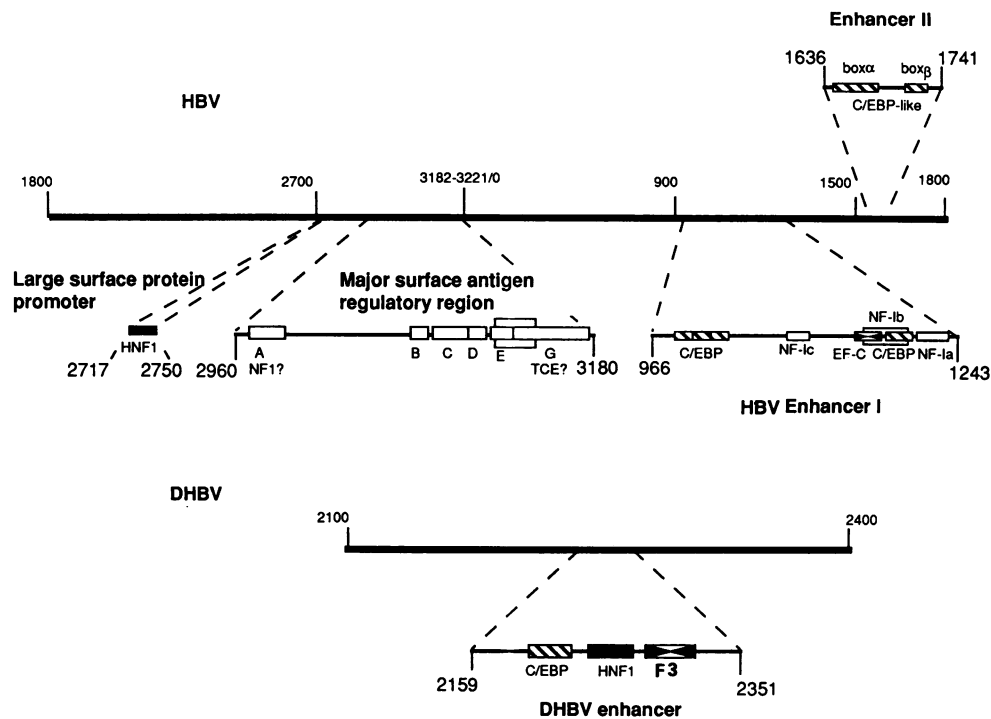 Enhancer II
1636
1741
boxα
boxβ
C/EBP-like
HBV
1800
2700
3182-3221/0
900
1500
1800
Large surface protein
promoter
Major surface antigen
regulatory region
HNF1
2717
2750
2960
A
NF1?
B
C
D
E
G
TCE?
3180
966
C/EBP
NF-Ic
NF-Ib
EF-C
C/EBP
NF-Ia
1243
HBV Enhancer I
DHBV
2100
2400
C/EBP
HNF1
F3
2159
2351
DHBV enhancer